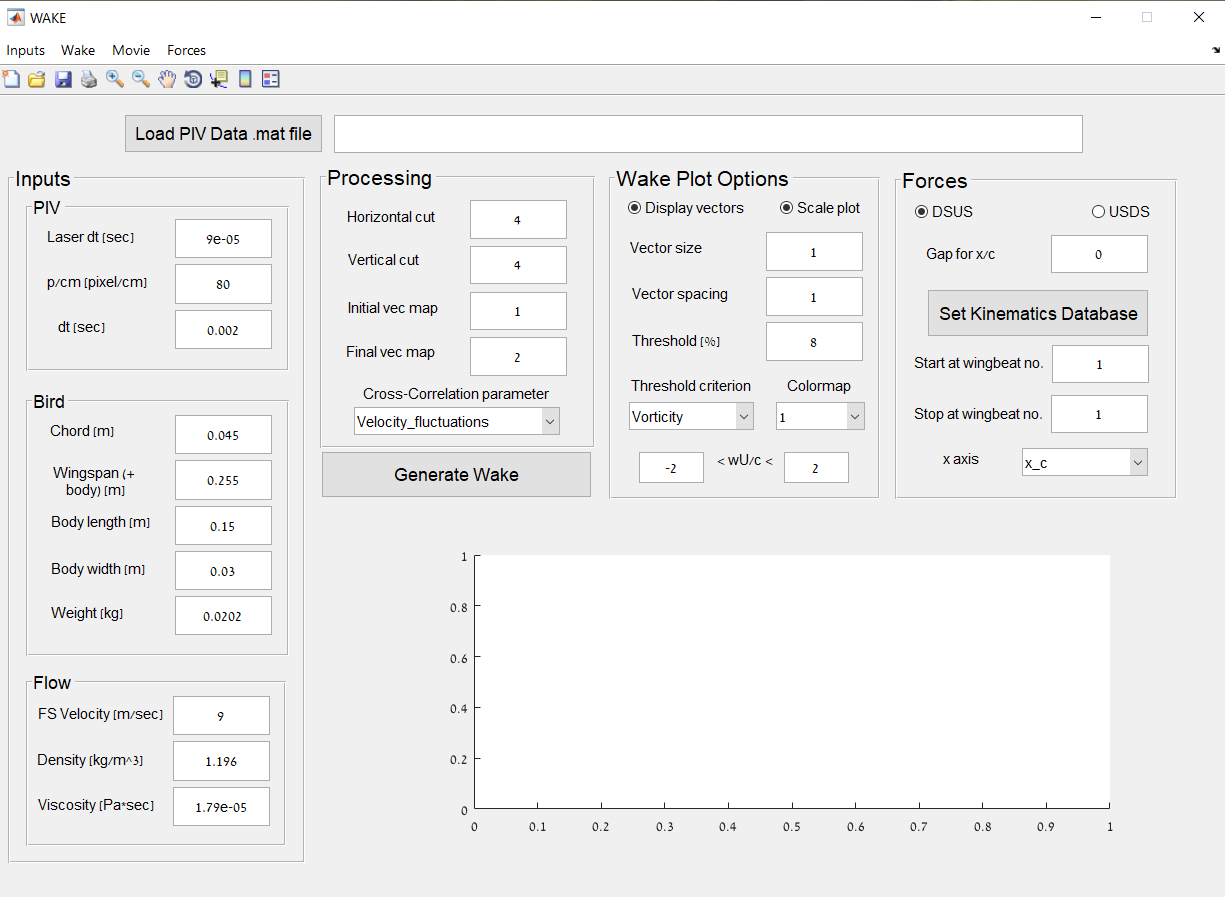 WAKE
Inputs Wake Movie Forces
Load PIV Data .mat file
Inputs
PIV
Laser dt [sec] 9e-05
p/cm [pixel/cm] 80
dt [sec] 0.002
Bird
Chord [m] 0.045
Wingspan (+
body) [m] 0.255
Body length [m] 0.15
Body width [m] 0.03
Weight [kg] 0.0202
Flow
FS Velocity [m/sec] 9
Density [kg/m^3] 1.196
Viscosity [Pa*sec] 1.79e-05
Processing
Horizontal cut 4
Vertical cut 4
Initial vec map 1
Final vec map 2
Cross-Correlation parameter
Velocity_fluctuations
Generate Wake
Wake Plot Options
Display vectors Scale plot
Vector size 1
Vector spacing 1
Threshold [%] 8
Threshold criterion Colormap
Vorticity 1
-2 < wU/c < 2
Forces
DSUS USDS
Gap for x/c 0
Set Kinematics Database
Start at wingbeat no. 1
Stop at wingbeat no. 1
x axis x_c
1
0.8
0.6
0.4
0.2
0
0 0.1 0.2 0.3 0.4 0.5 0.6 0.7 0.8 0.9 1